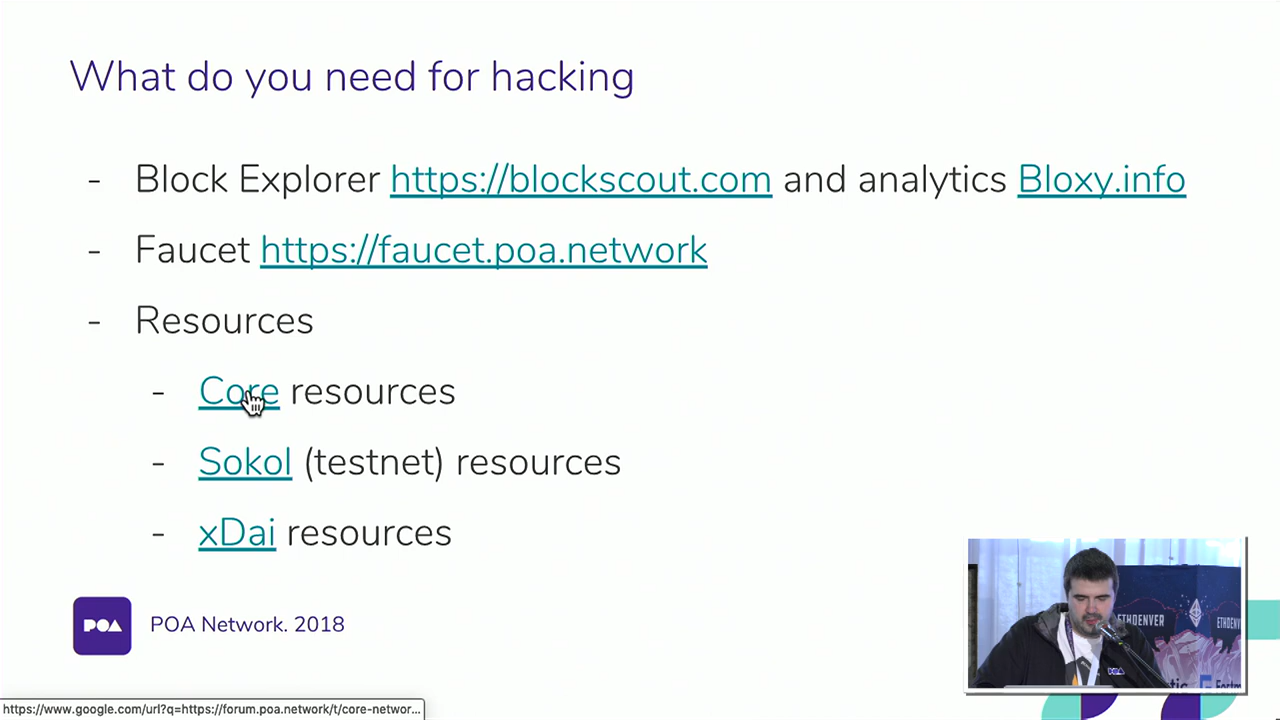 What do you need for hacking
- Block Explorer https://blockscout.com and analytics Bloxy.info
- Faucet https://faucet.poa.network
- Resources
- Core resources
- Sokol (testnet) resources
- xDai resources
POA
POA Network. 2018
ETHDENVER
POA
https://www.google.com/url?q=https://forum.poa.network/t/core-networ...